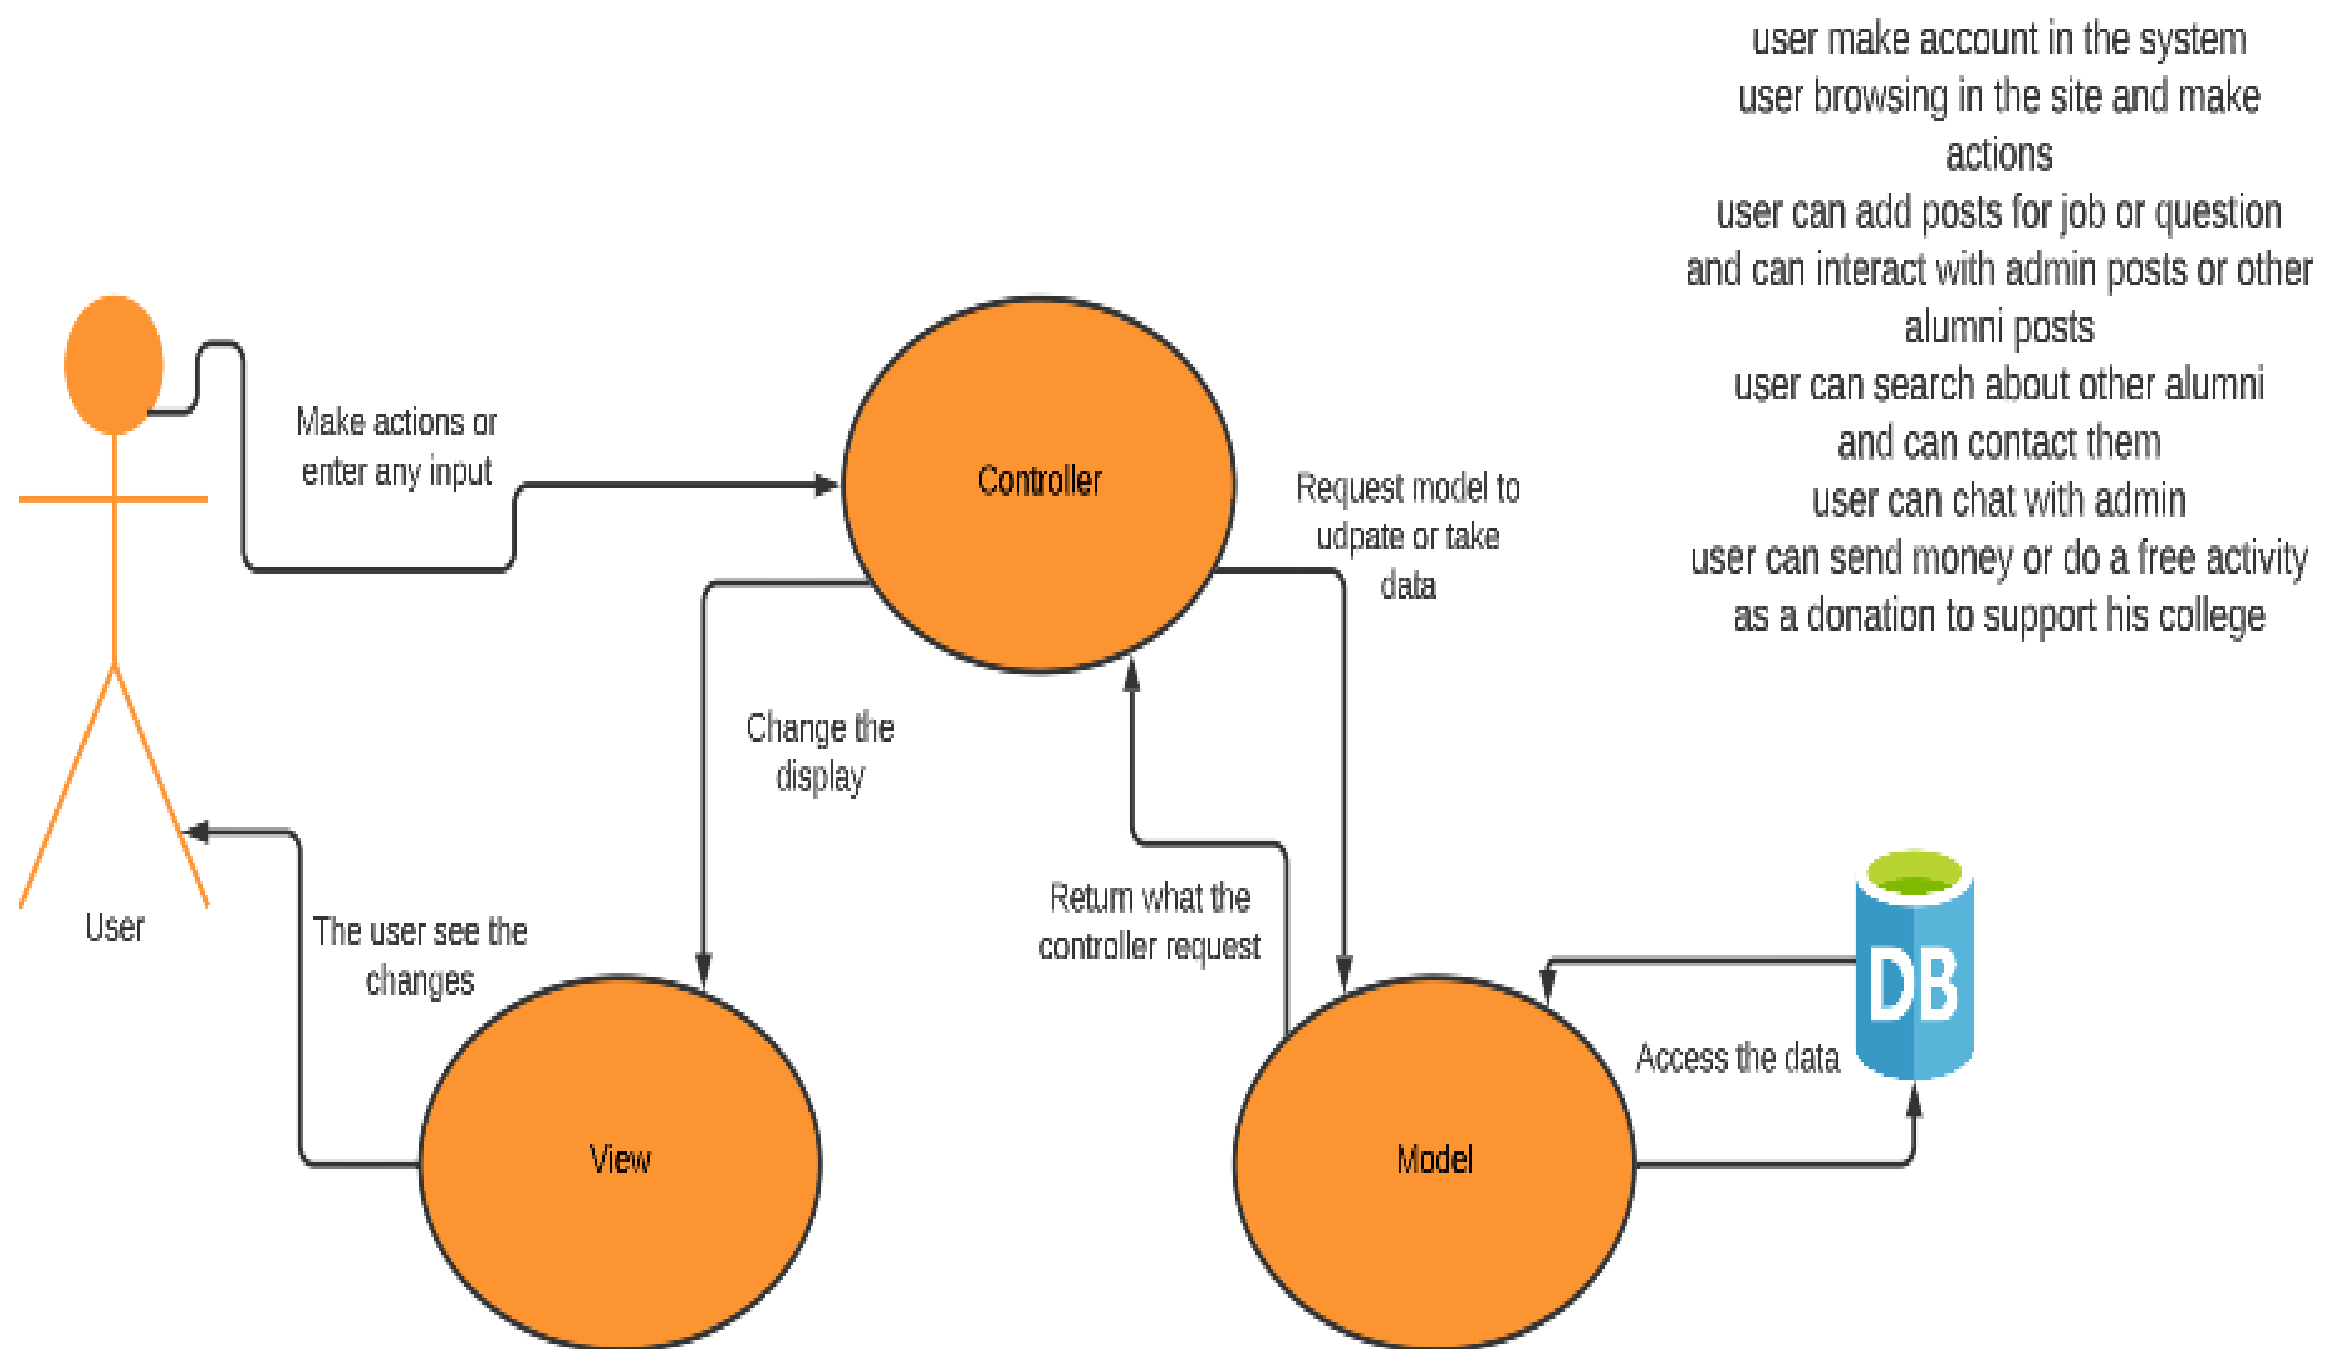 user make account in the system
user browsing in the site and make
actions
user can add posts for job or question
and can interact with admin posts or other
alumni posts
user can search about other alumni
and can contact them
user can chat with admin
user can send money or do a free activity
as a donation to support his college
Make actions or
enter any input
Controller
Request model to
udpate or take
data
Change the
display
Return what the
controller request
User
The user see the
changes
DB
Access the data
View
Model